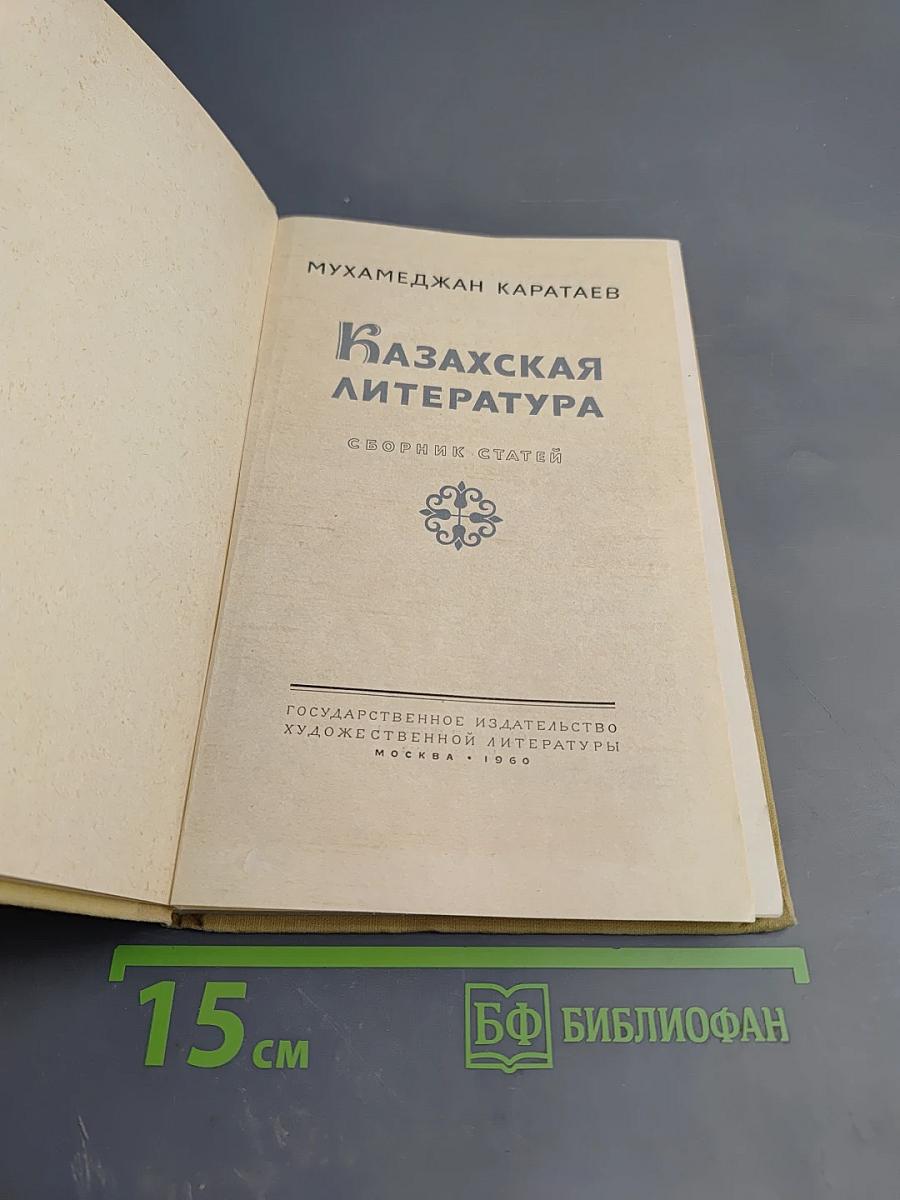 МУХАМЕДЖАН КАРАТАЕВ
КАЗАХСКАЯ
ЛИТЕРАТУРА
СБОРНИК СТАТЕЙ
ГОСУДАРСТВЕННОЕ ИЗДАТЕЛЬСТВО
ХУДОЖЕСТВЕННОЙ ЛИТЕРАТУРЫ
МОСКВА • 1960
15 см
БФ БИБЛИОФАН